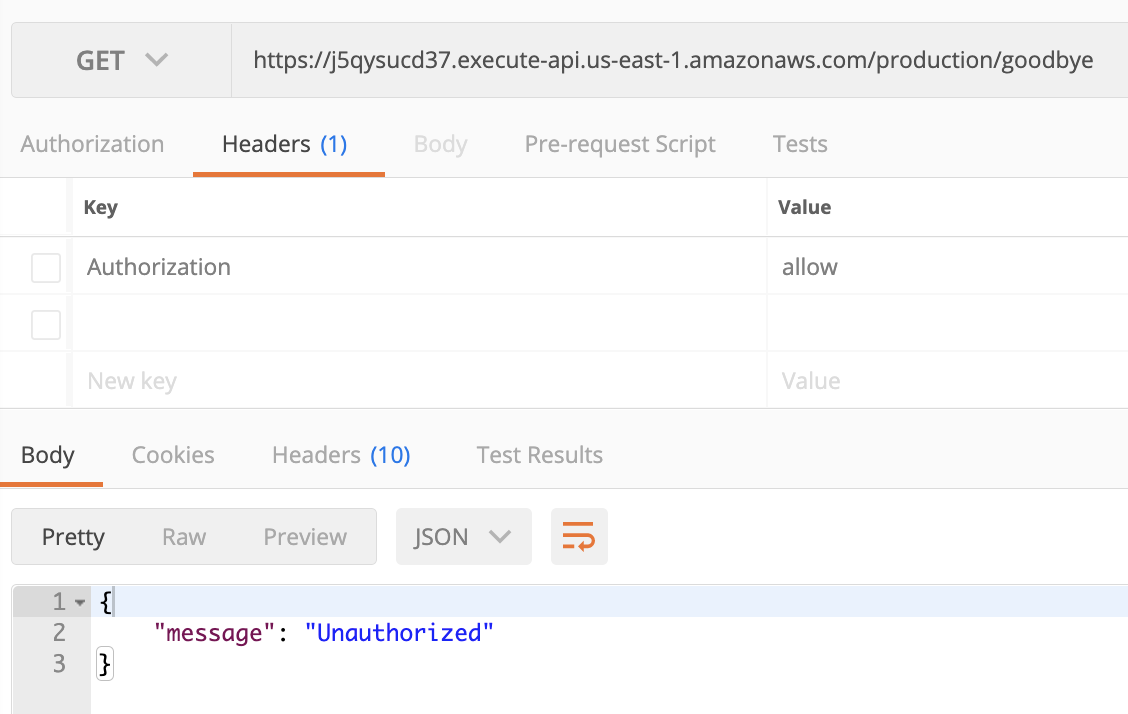 GET https://j5qysucd37.execute-api.us-east-1.amazonaws.com/production/goodbye
Authorization Headers (1) Body Pre-request Script Tests
Key Value
Authorization allow
New key Value
Body Cookies Headers (10) Test Results
Pretty Raw Preview JSON
1 {
2 "message": "Unauthorized"
3 }